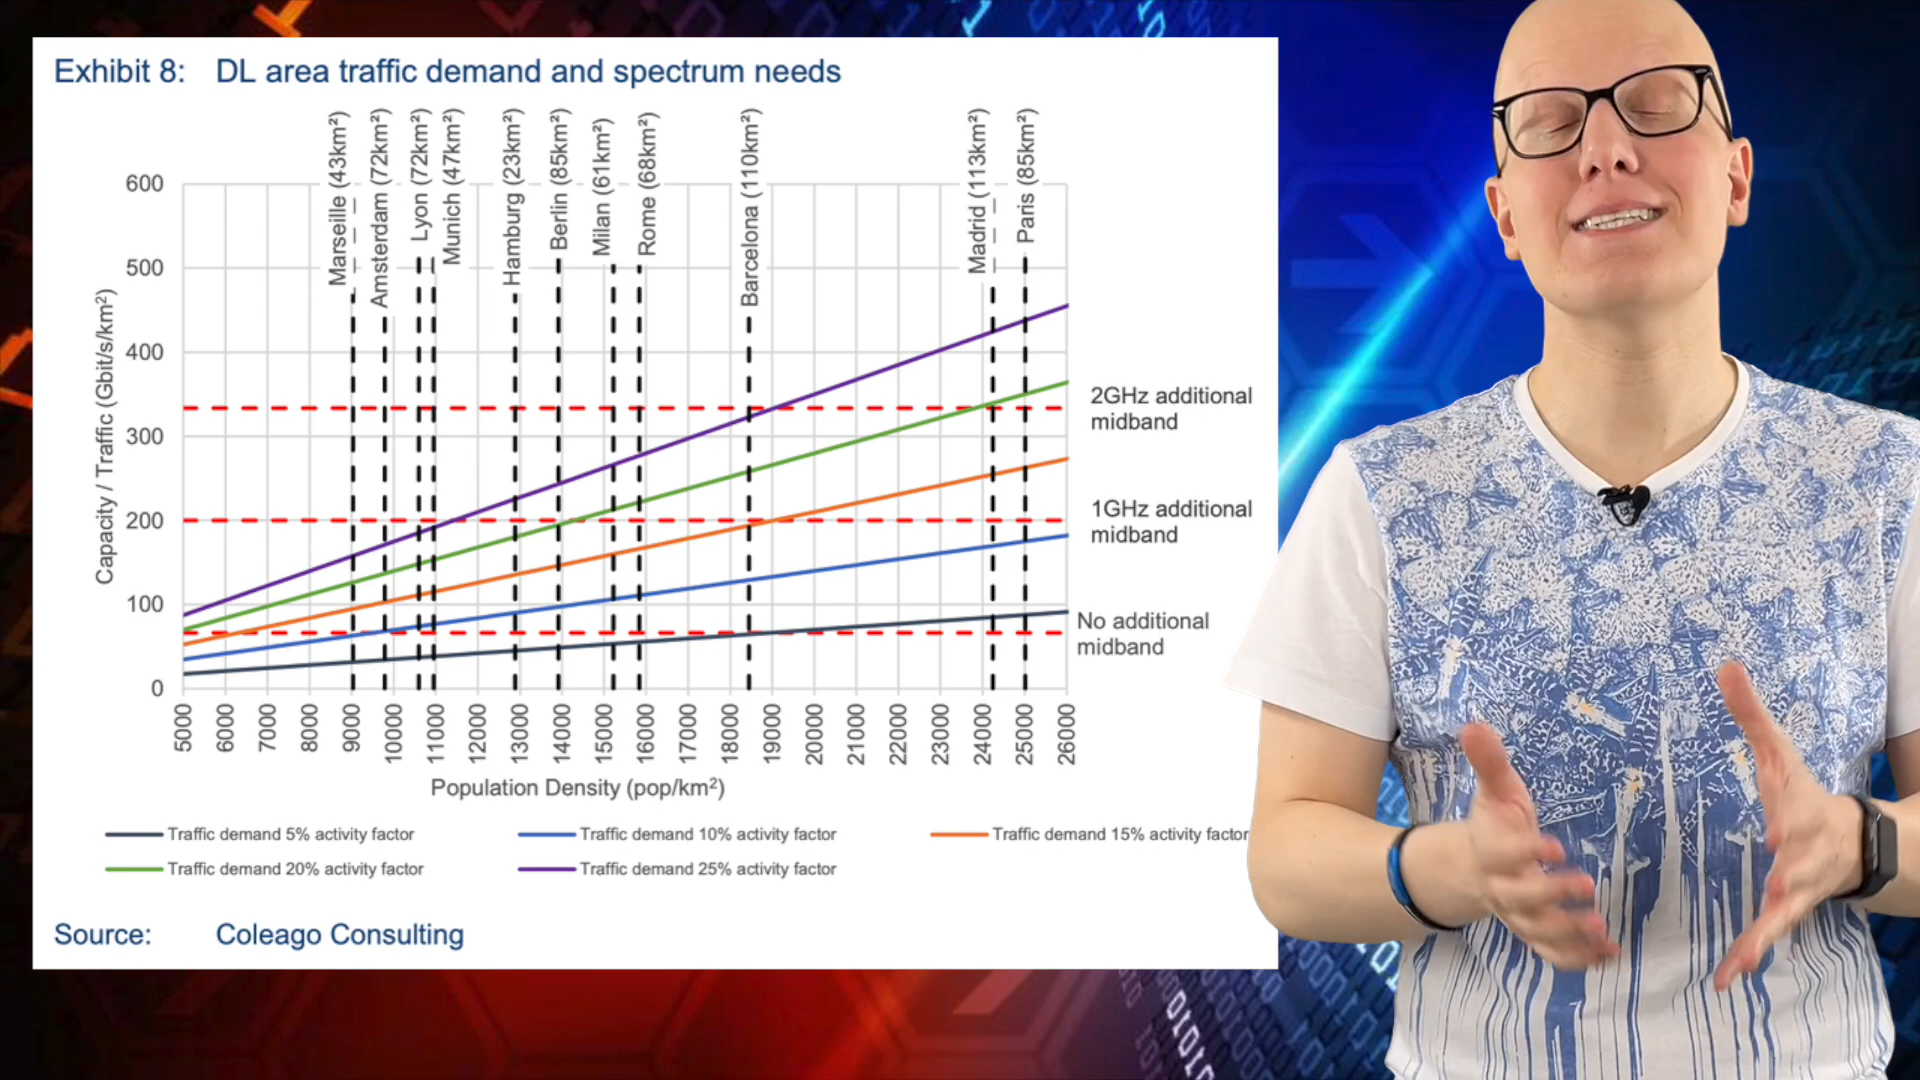 Exhibit 8: DL area traffic demand and spectrum needs
Marseille (43km²)
Amsterdam (72km²)
Lyon (72km²)
Munich (47km²)
Hamburg (23km²)
Berlin (85km²)
Milan (61km²)
Rome (68km²)
Barcelona (110km²)
Madrid (113km²)
Paris (85km²)
Capacity / Traffic (Gbit/s/km²)
600
500
400
300
200
100
0
2GHz additional
midband
1GHz additional
midband
No additional
midband
5000 6000 7000 8000 9000 10000 11000 12000 13000 14000 15000 16000 17000 18000 19000 20000 21000 22000 23000 24000 25000 26000
Population Density (pop/km²)
Traffic demand 5% activity factor Traffic demand 10% activity factor Traffic demand 15% activity factor
Traffic demand 20% activity factor Traffic demand 25% activity factor
Source: Coleago Consulting